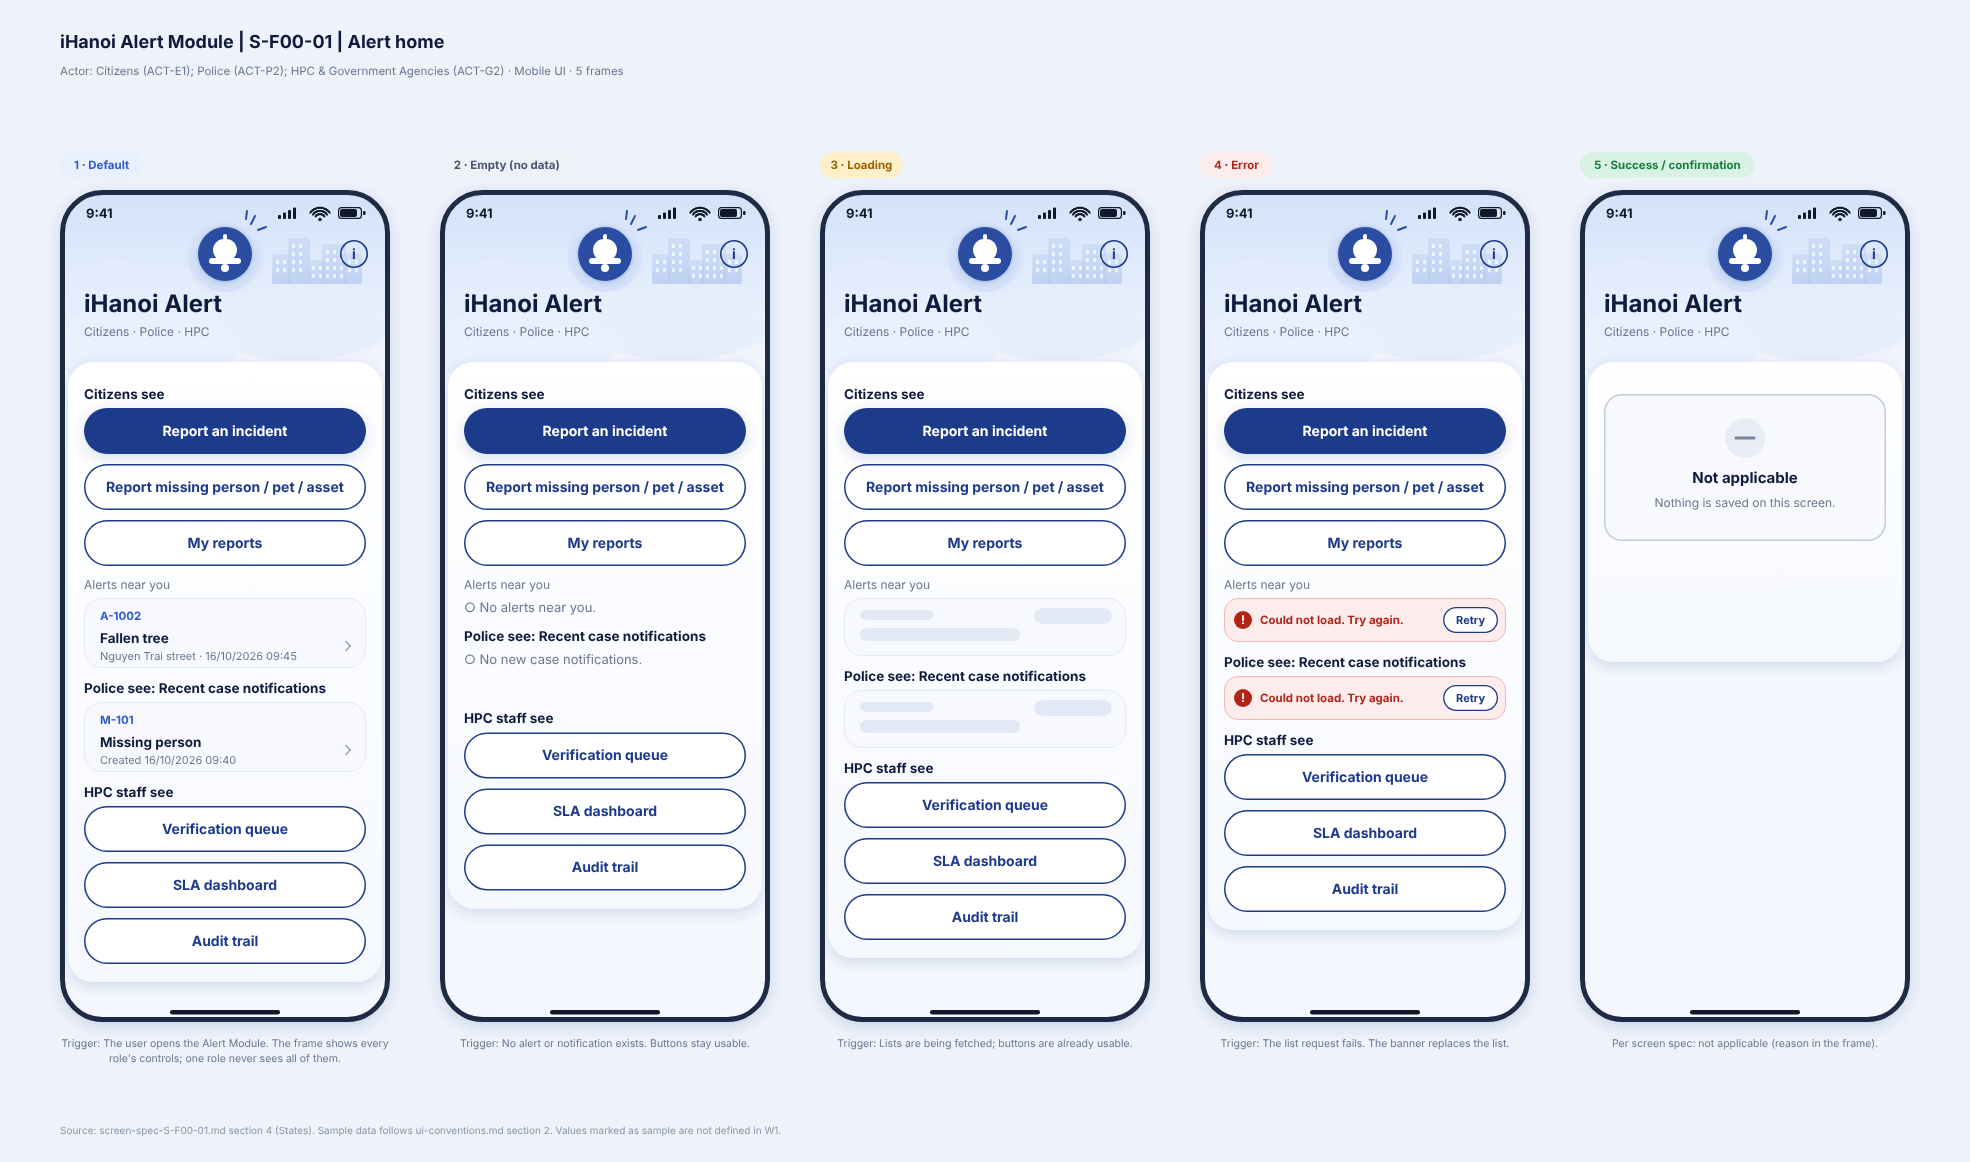 iHanoi Alert Module | S-F00-01 | Alert home
Actor: Citizens (ACT-E1); Police (ACT-P2); HPC & Government Agencies (ACT-G2) · Mobile UI · 5 frames
1 · Default
9:41
i
iHanoi Alert
Citizens · Police · HPC
Citizens see
Report an incident
Report missing person / pet / asset
My reports
Alerts near you
A-1002
Fallen tree
Nguyen Trai street · 16/10/2026 09:45
Police see: Recent case notifications
M-101
Missing person
Created 16/10/2026 09:40
HPC staff see
Verification queue
SLA dashboard
Audit trail
Trigger: The user opens the Alert Module. The frame shows every
role's controls; one role never sees all of them.
2 · Empty (no data)
9:41
i
iHanoi Alert
Citizens · Police · HPC
Citizens see
Report an incident
Report missing person / pet / asset
My reports
Alerts near you
No alerts near you.
Police see: Recent case notifications
No new case notifications.
HPC staff see
Verification queue
SLA dashboard
Audit trail
Trigger: No alert or notification exists. Buttons stay usable.
3 · Loading
9:41
i
iHanoi Alert
Citizens · Police · HPC
Citizens see
Report an incident
Report missing person / pet / asset
My reports
Alerts near you
Police see: Recent case notifications
HPC staff see
Verification queue
SLA dashboard
Audit trail
Trigger: Lists are being fetched; buttons are already usable.
4 · Error
9:41
i
iHanoi Alert
Citizens · Police · HPC
Citizens see
Report an incident
Report missing person / pet / asset
My reports
Alerts near you
! Could not load. Try again. Retry
Police see: Recent case notifications
! Could not load. Try again. Retry
HPC staff see
Verification queue
SLA dashboard
Audit trail
Trigger: The list request fails. The banner replaces the list.
5 · Success / confirmation
9:41
i
iHanoi Alert
Citizens · Police · HPC
Not applicable
Nothing is saved on this screen.
Per screen spec: not applicable (reason in the frame).
Source: screen-spec-S-F00-01.md section 4 (States). Sample data follows ui-conventions.md section 2. Values marked as sample are not defined in W1.